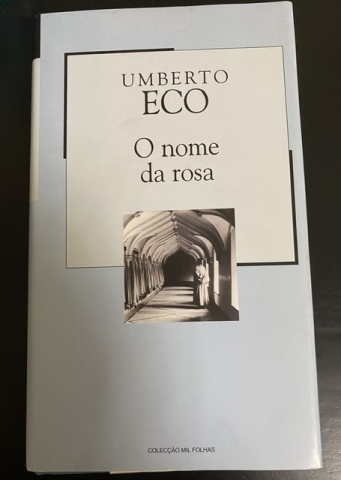 UMBERTO
ECO
O nome
da rosa
COLECÇÃO MIL FOLHAS